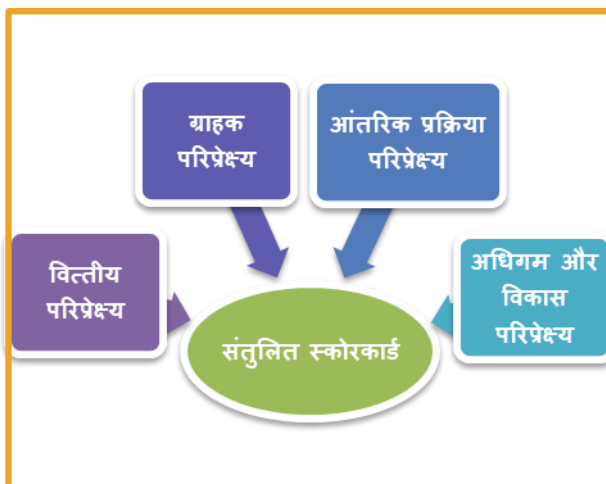 ग्राहक
परिप्रेक्ष्य
आंतरिक प्रक्रिया
परिप्रेक्ष्य
वित्तीय
परिप्रेक्ष्य
अधिगम और
विकास
परिप्रेक्ष्य
संतुलित स्कोरकार्ड